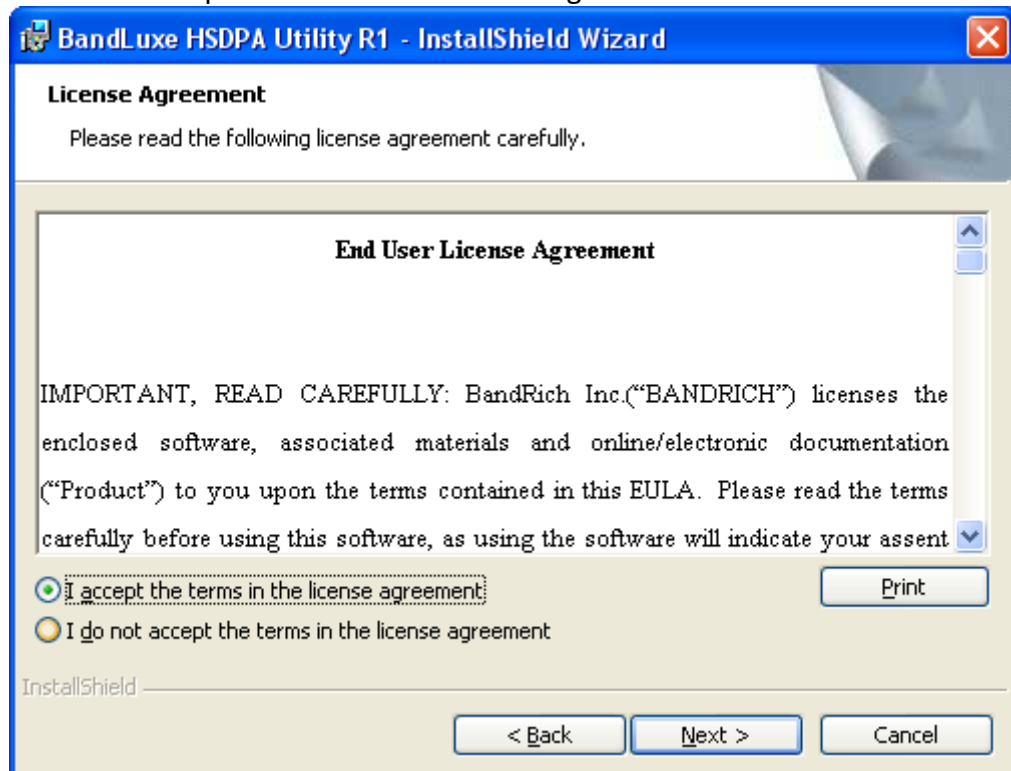 BandLuxe HSDPA Utility R1 - InstallShield Wizard
License Agreement
Please read the following license agreement carefully.
End User License Agreement
IMPORTANT, READ CAREFULLY: BandRich Inc.(“BANDRICH”) licenses the
enclosed software, associated materials and online/electronic documentation
(“Product”) to you upon the terms contained in this EULA. Please read the terms
carefully before using this software, as using the software will indicate your assent
I accept the terms in the license agreement
Print
I do not accept the terms in the license agreement
InstallShield
< Back
Next >
Cancel